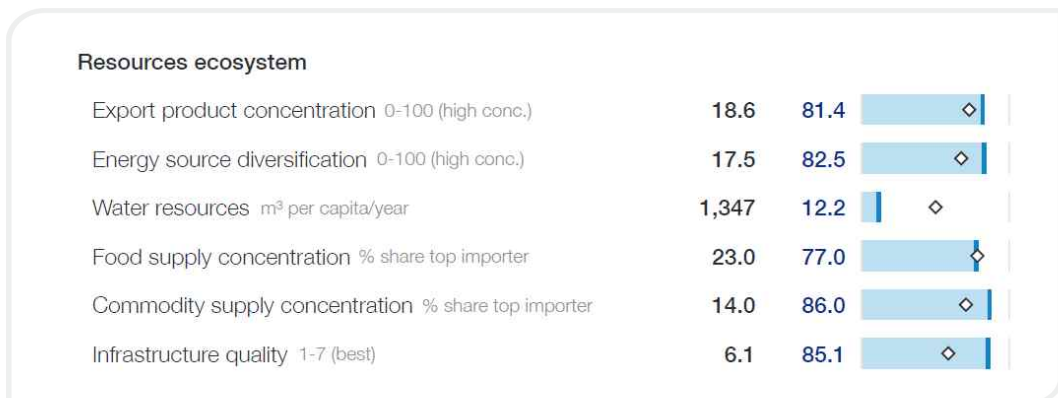 Resources ecosystem
Export product concentration 0-100 (high conc.) 18.6 81.4
Energy source diversification 0-100 (high conc.) 17.5 82.5
Water resources m³ per capita/year 1,347 12.2
Food supply concentration % share top importer 23.0 77.0
Commodity supply concentration % share top importer 14.0 86.0
Infrastructure quality 1-7 (best) 6.1 85.1